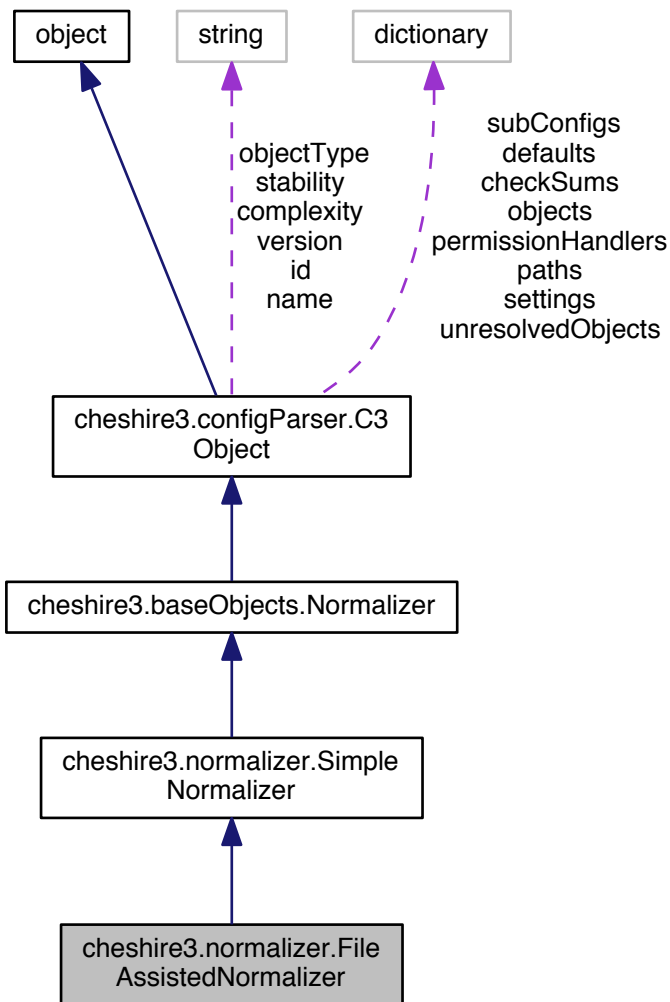 object
string
dictionary
objectType
stability
complexity
version
id
name
subConfigs
defaults
checkSums
objects
permissionHandlers
paths
settings
unresolvedObjects
cheshire3.configParser.C3
Object
cheshire3.baseObjects.Normalizer
cheshire3.normalizer.Simple
Normalizer
cheshire3.normalizer.File
AssistedNormalizer